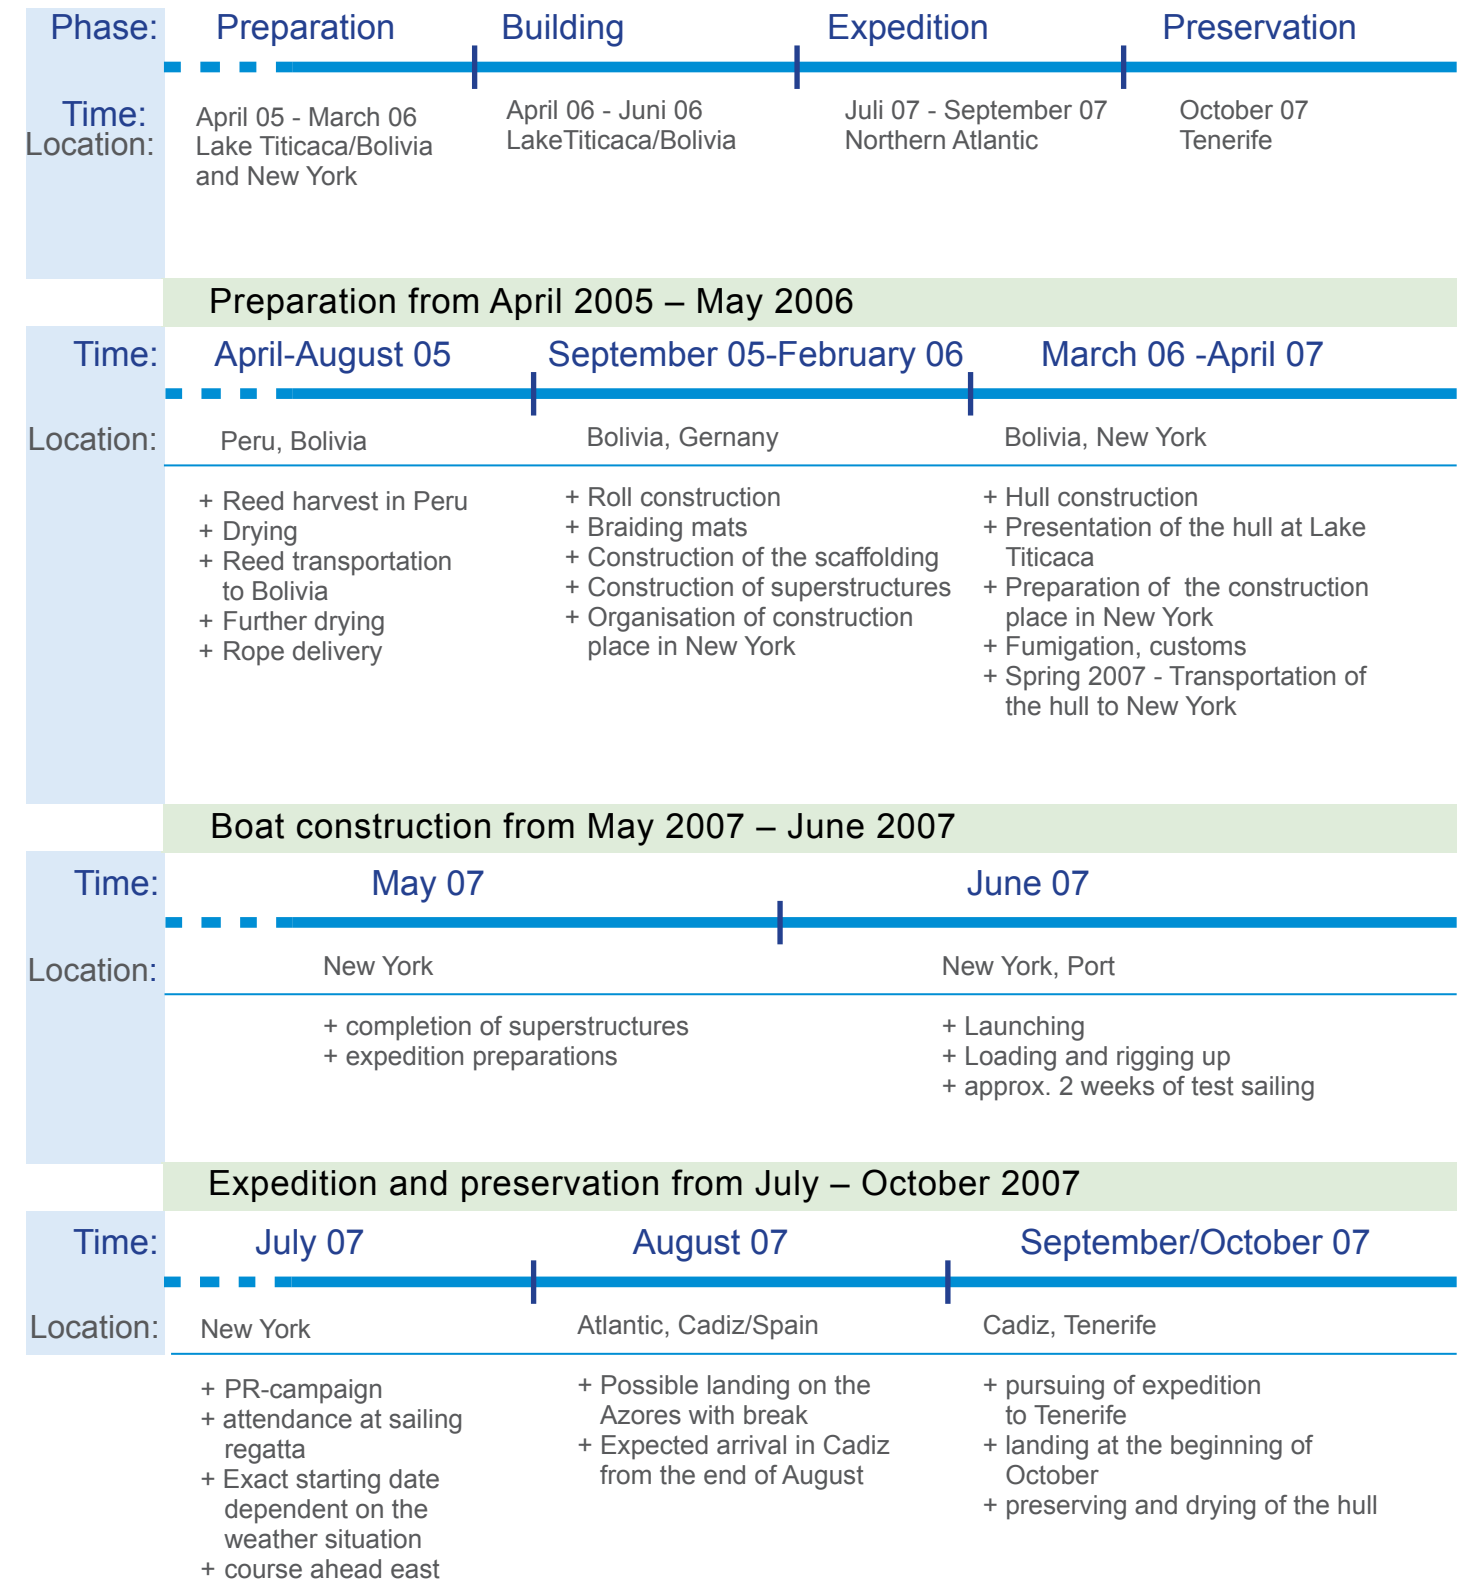 Phase: Preparation Building Expedition Preservation
Time: April 05 - March 06 April 06 - Juni 06 Juli 07 - September 07 October 07
Location: Lake Titicaca/Bolivia LakeTiticaca/Bolivia Northern Atlantic Tenerife
and New York
Preparation from April 2005 – May 2006
Time: April-August 05 September 05-February 06 March 06 -April 07
Location: Peru, Bolivia Bolivia, Gernany Bolivia, New York
+ Reed harvest in Peru
+ Drying
+ Reed transportation
to Bolivia
+ Further drying
+ Rope delivery
+ Roll construction
+ Braiding mats
+ Construction of the scaffolding
+ Construction of superstructures
+ Organisation of construction
place in New York
+ Hull construction
+ Presentation of the hull at Lake
Titicaca
+ Preparation of the construction
place in New York
+ Fumigation, customs
+ Spring 2007 - Transportation of
the hull to New York
Boat construction from May 2007 – June 2007
Time: May 07 June 07
Location: New York New York, Port
+ completion of superstructures
+ expedition preparations
+ Launching
+ Loading and rigging up
+ approx. 2 weeks of test sailing
Expedition and preservation from July – October 2007
Time: July 07 August 07 September/October 07
Location: New York Atlantic, Cadiz/Spain Cadiz, Tenerife
+ PR-campaign
+ attendance at sailing
regatta
+ Exact starting date
dependent on the
weather situation
+ course ahead east
+ Possible landing on the
Azores with break
+ Expected arrival in Cadiz
from the end of August
+ pursuing of expedition
to Tenerife
+ landing at the beginning of
October
+ preserving and drying of the hull